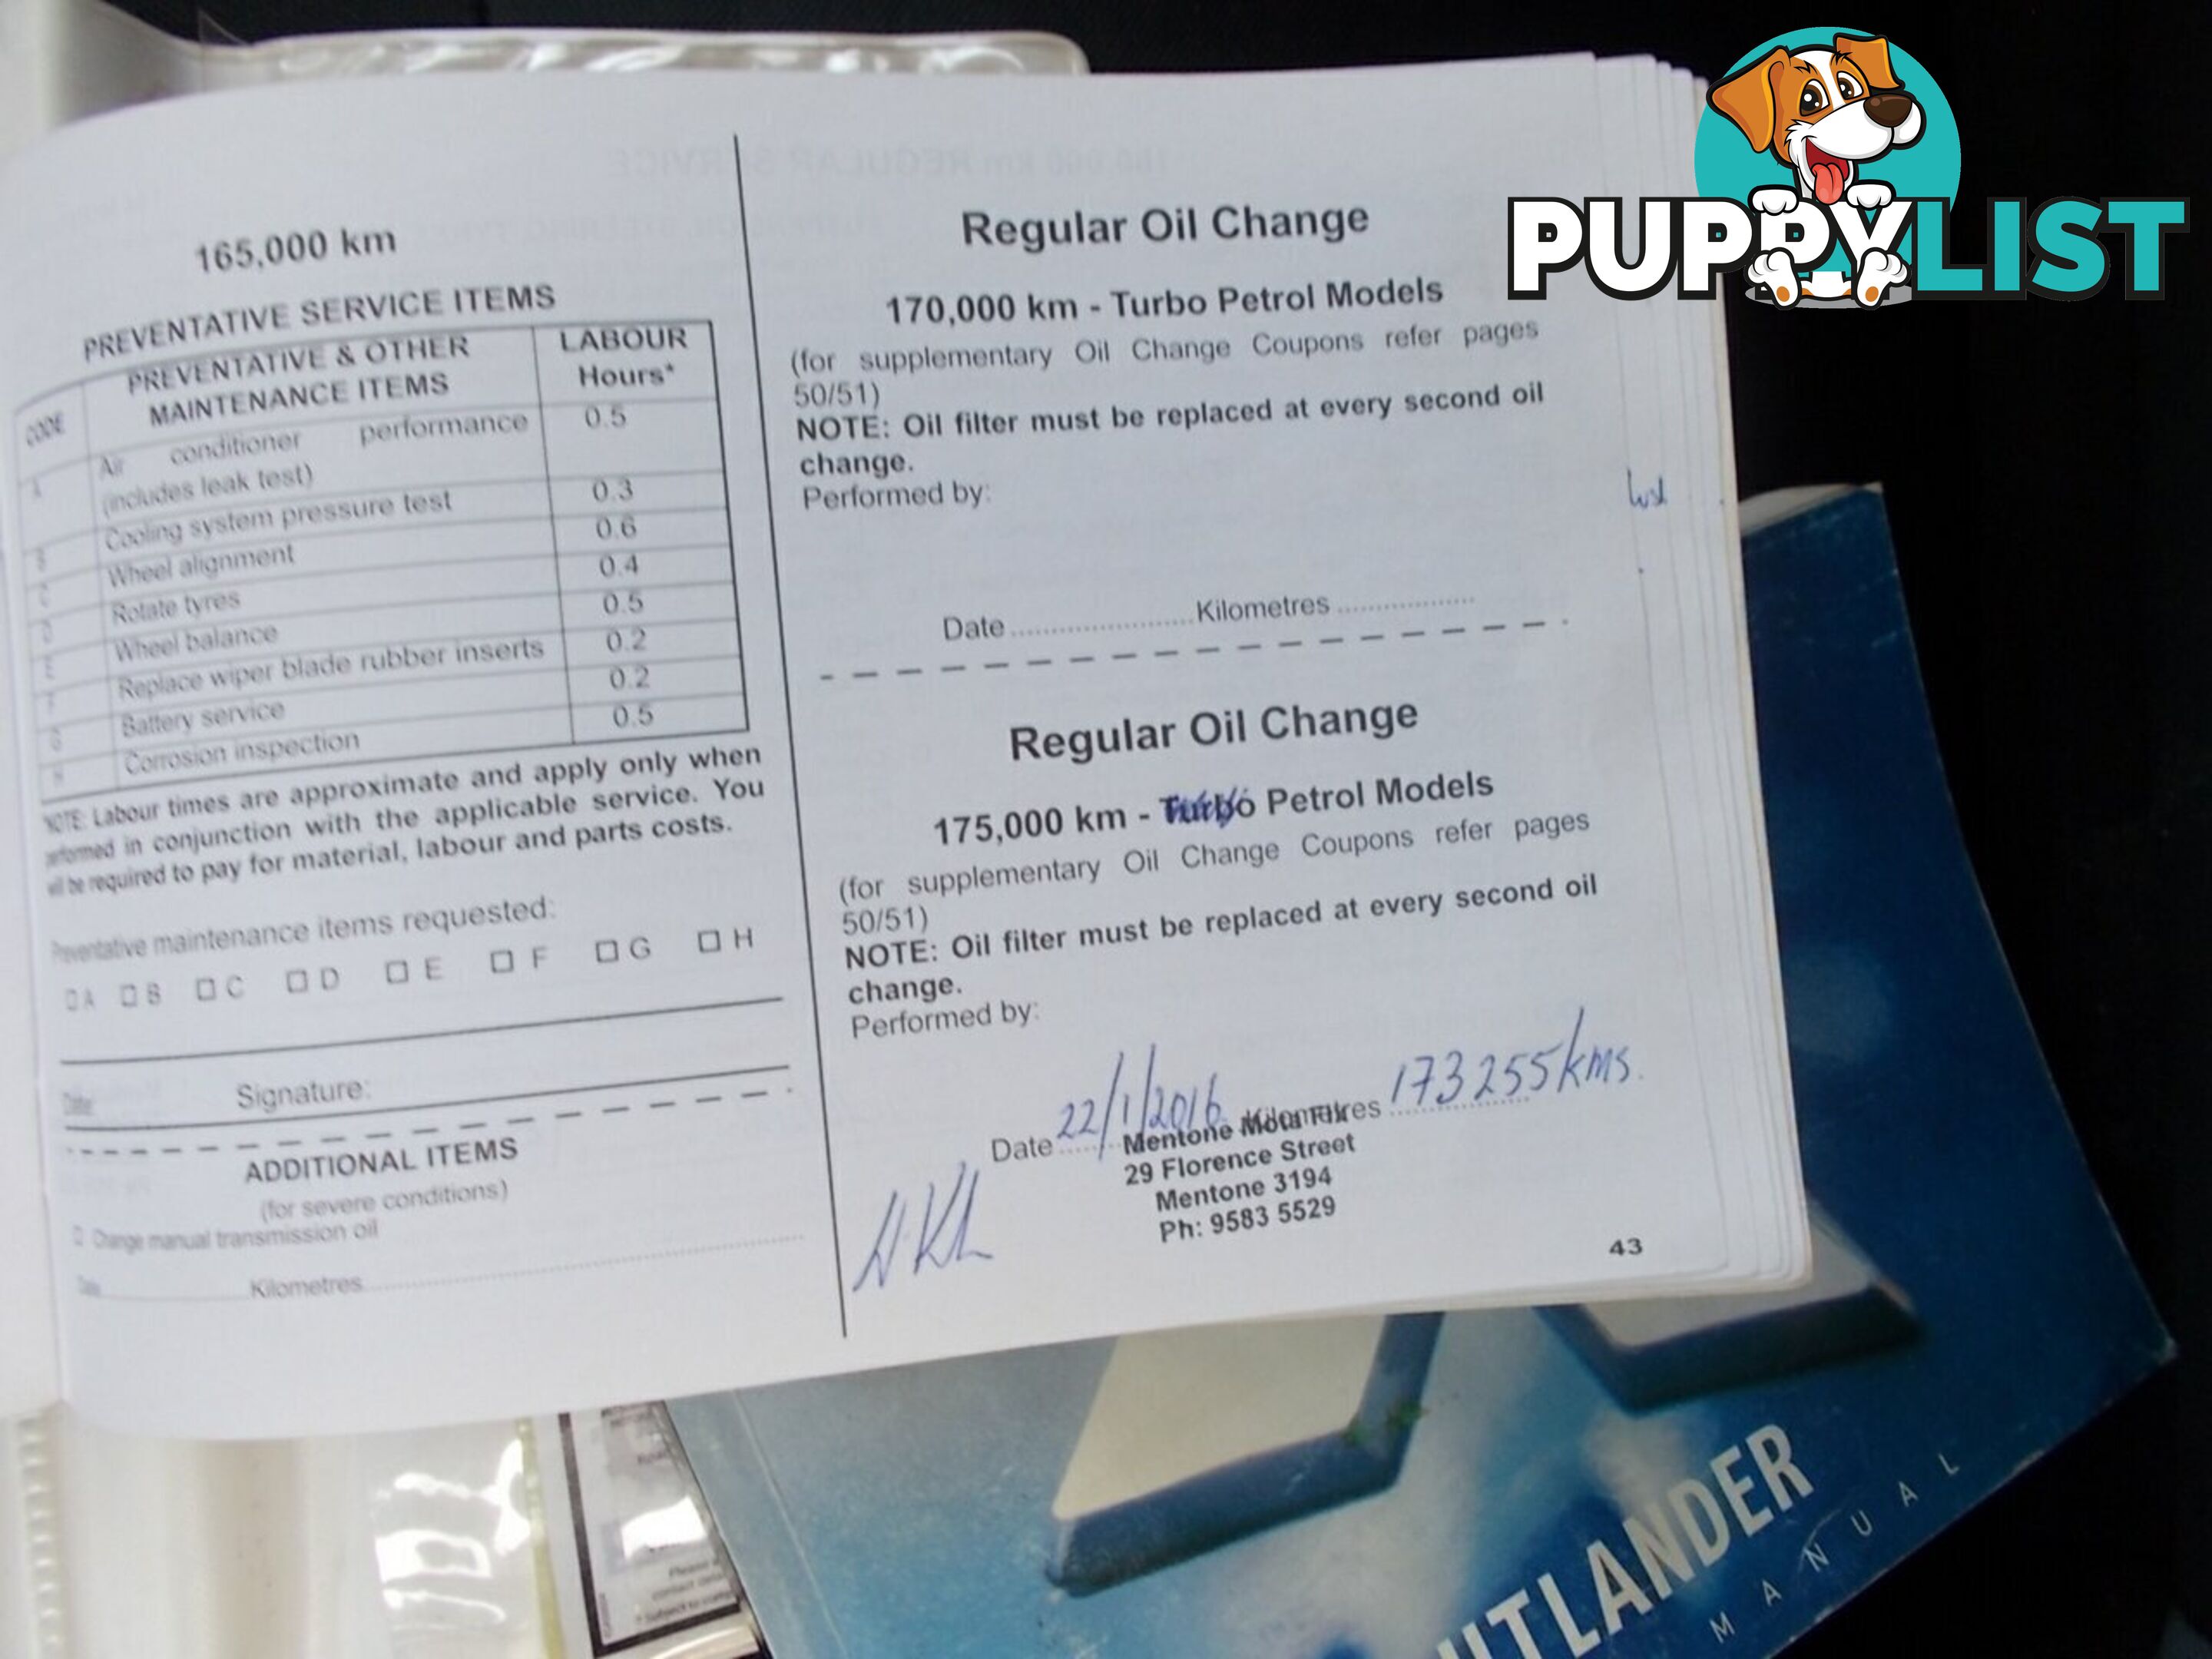 PUPPYLIST
165,000 km
PREVENTATIVE SERVICE ITEMS
CODE
PREVENTATIVE & OTHER
MAINTENANCE ITEMS
LABOUR
Hours*
A Air conditioner performance 0.5
(includes leak test)
B Cooling system pressure test 0.3
C Wheel alignment 0.6
D Rotate tyres 0.4
E Wheel balance 0.5
F Replace wiper blade rubber inserts 0.2
G Battery service 0.2
H Corrosion inspection 0.5
NOTE: Labour times are approximate and apply only when
performed in conjunction with the applicable service. You
will be required to pay for material, labour and parts costs.
Preventative maintenance items requested:
A B C D E F G H
Date: Signature:
ADDITIONAL ITEMS
(for severe conditions)
Change manual transmission oil
Date Kilometres
Regular Oil Change
170,000 km - Turbo Petrol Models
(for supplementary Oil Change Coupons refer pages
50/51)
NOTE: Oil filter must be replaced at every second oil
change.
Performed by:
Date Kilometres
Regular Oil Change
175,000 km - Turbo Petrol Models
(for supplementary Oil Change Coupons refer pages
50/51)
NOTE: Oil filter must be replaced at every second oil
change.
Performed by:
Date 22/1/2016 Kilometres 173255kms.
Mentone Mota Fix
29 Florence Street
Mentone 3194
Ph: 9583 5529
43
UTLANDER
MANUAL